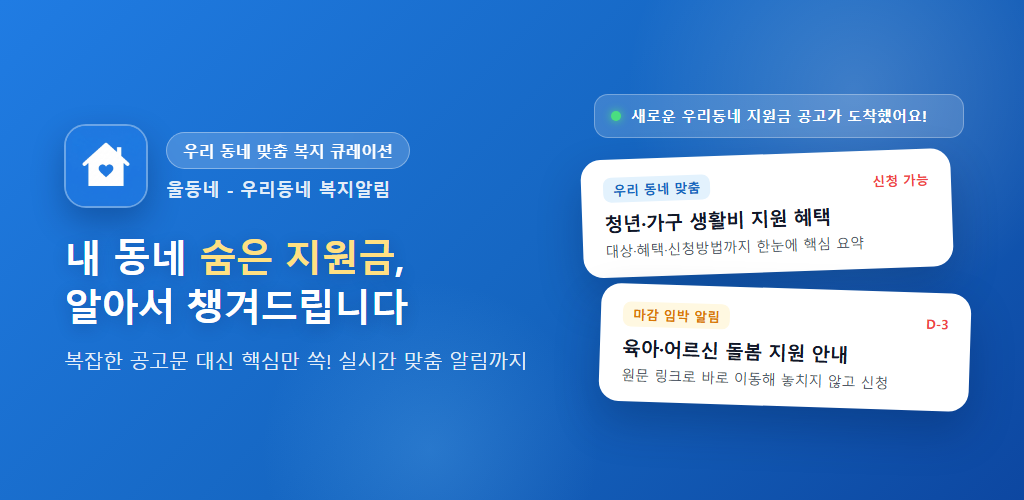 우리 동네 맞춤 복지 큐레이션
울동네 - 우리동네 복지알림
내 동네 숨은 지원금,
알아서 챙겨드립니다
복잡한 공고문 대신 핵심만 쏙! 실시간 맞춤 알림까지
새로운 우리동네 지원금 공고가 도착했어요!
우리 동네 맞춤
신청 가능
청년·가구 생활비 지원 혜택
대상·혜택·신청방법까지 한눈에 핵심 요약
마감 임박 알림
D-3
육아·어르신 돌봄 지원 안내
원문 링크로 바로 이동해 놓치지 않고 신청